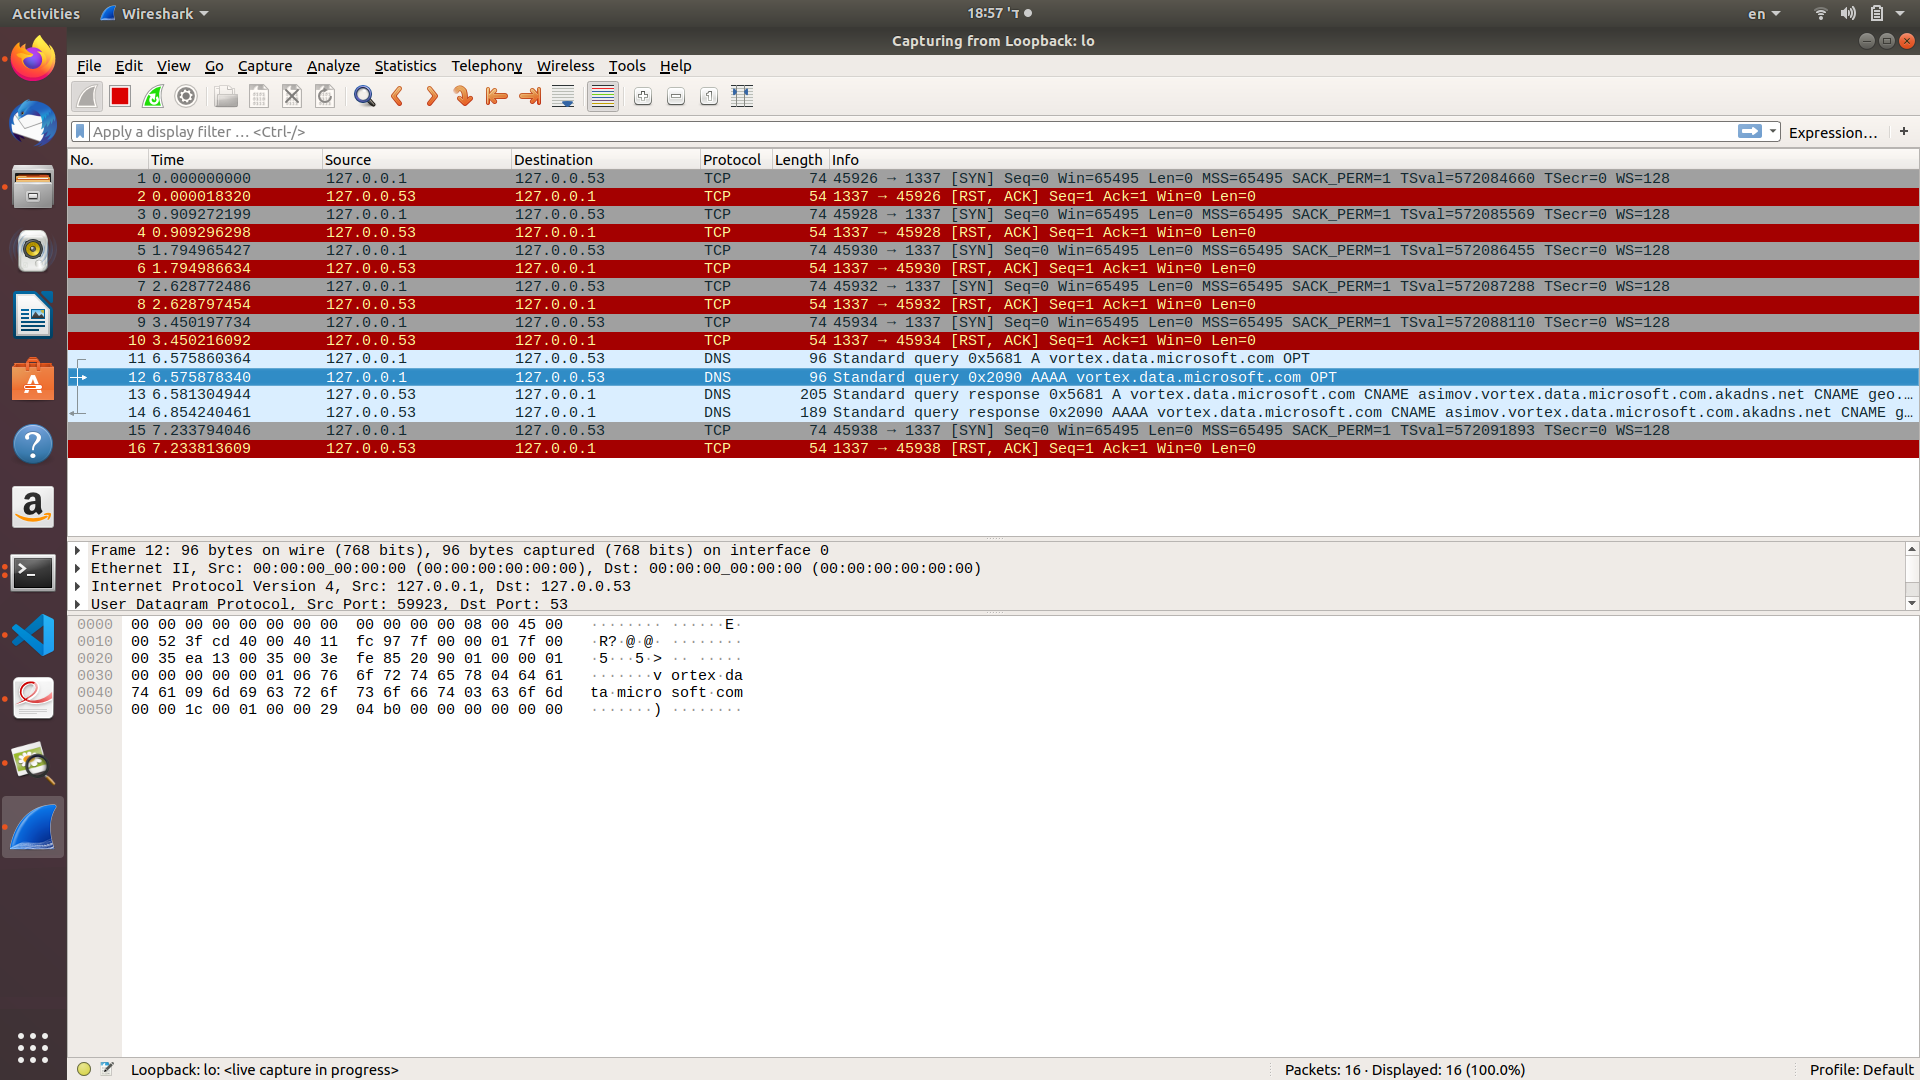 Activities Wireshark 18:57 ד' en
Capturing from Loopback: lo
File Edit View Go Capture Analyze Statistics Telephony Wireless Tools Help
Apply a display filter … <Ctrl-/> Expression… +
No. Time Source Destination Protocol Length Info
1 0.000000000 127.0.0.1 127.0.0.53 TCP 74 45926 → 1337 [SYN] Seq=0 Win=65495 Len=0 MSS=65495 SACK_PERM=1 TSval=572084660 TSecr=0 WS=128
2 0.000018320 127.0.0.53 127.0.0.1 TCP 54 1337 → 45926 [RST, ACK] Seq=1 Ack=1 Win=0 Len=0
3 0.909272199 127.0.0.1 127.0.0.53 TCP 74 45928 → 1337 [SYN] Seq=0 Win=65495 Len=0 MSS=65495 SACK_PERM=1 TSval=572085569 TSecr=0 WS=128
4 0.909296298 127.0.0.53 127.0.0.1 TCP 54 1337 → 45928 [RST, ACK] Seq=1 Ack=1 Win=0 Len=0
5 1.794965427 127.0.0.1 127.0.0.53 TCP 74 45930 → 1337 [SYN] Seq=0 Win=65495 Len=0 MSS=65495 SACK_PERM=1 TSval=572086455 TSecr=0 WS=128
6 1.794986634 127.0.0.53 127.0.0.1 TCP 54 1337 → 45930 [RST, ACK] Seq=1 Ack=1 Win=0 Len=0
7 2.628772486 127.0.0.1 127.0.0.53 TCP 74 45932 → 1337 [SYN] Seq=0 Win=65495 Len=0 MSS=65495 SACK_PERM=1 TSval=572087288 TSecr=0 WS=128
8 2.628797454 127.0.0.53 127.0.0.1 TCP 54 1337 → 45932 [RST, ACK] Seq=1 Ack=1 Win=0 Len=0
9 3.450197734 127.0.0.1 127.0.0.53 TCP 74 45934 → 1337 [SYN] Seq=0 Win=65495 Len=0 MSS=65495 SACK_PERM=1 TSval=572088110 TSecr=0 WS=128
10 3.450216092 127.0.0.53 127.0.0.1 TCP 54 1337 → 45934 [RST, ACK] Seq=1 Ack=1 Win=0 Len=0
11 6.575860364 127.0.0.1 127.0.0.53 DNS 96 Standard query 0x5681 A vortex.data.microsoft.com OPT
12 6.575878340 127.0.0.1 127.0.0.53 DNS 96 Standard query 0x2090 AAAA vortex.data.microsoft.com OPT
13 6.581304944 127.0.0.53 127.0.0.1 DNS 205 Standard query response 0x5681 A vortex.data.microsoft.com CNAME asimov.vortex.data.microsoft.com.akadns.net CNAME geo.…
14 6.854240461 127.0.0.53 127.0.0.1 DNS 189 Standard query response 0x2090 AAAA vortex.data.microsoft.com CNAME asimov.vortex.data.microsoft.com.akadns.net CNAME g…
15 7.233794046 127.0.0.1 127.0.0.53 TCP 74 45938 → 1337 [SYN] Seq=0 Win=65495 Len=0 MSS=65495 SACK_PERM=1 TSval=572091893 TSecr=0 WS=128
16 7.233813609 127.0.0.53 127.0.0.1 TCP 54 1337 → 45938 [RST, ACK] Seq=1 Ack=1 Win=0 Len=0
Frame 12: 96 bytes on wire (768 bits), 96 bytes captured (768 bits) on interface 0
Ethernet II, Src: 00:00:00_00:00:00 (00:00:00:00:00:00), Dst: 00:00:00_00:00:00 (00:00:00:00:00:00)
Internet Protocol Version 4, Src: 127.0.0.1, Dst: 127.0.0.53
User Datagram Protocol, Src Port: 59923, Dst Port: 53
0000 00 00 00 00 00 00 00 00 00 00 00 00 08 00 45 00 ········ ······E·
0010 00 52 3f cd 40 00 40 11 fc 97 7f 00 00 01 7f 00 ·R?·@·@· ········
0020 00 35 ea 13 00 35 00 3e fe 85 20 90 01 00 00 01 ·5···5·> ·· ·····
0030 00 00 00 00 00 01 06 76 6f 72 74 65 78 04 64 61 ·······v ortex·da
0040 74 61 09 6d 69 63 72 6f 73 6f 66 74 03 63 6f 6d ta·micro soft·com
0050 00 00 1c 00 01 00 00 29 04 b0 00 00 00 00 00 00 ·······) ········
Loopback: lo: <live capture in progress> Packets: 16 · Displayed: 16 (100.0%) Profile: Default